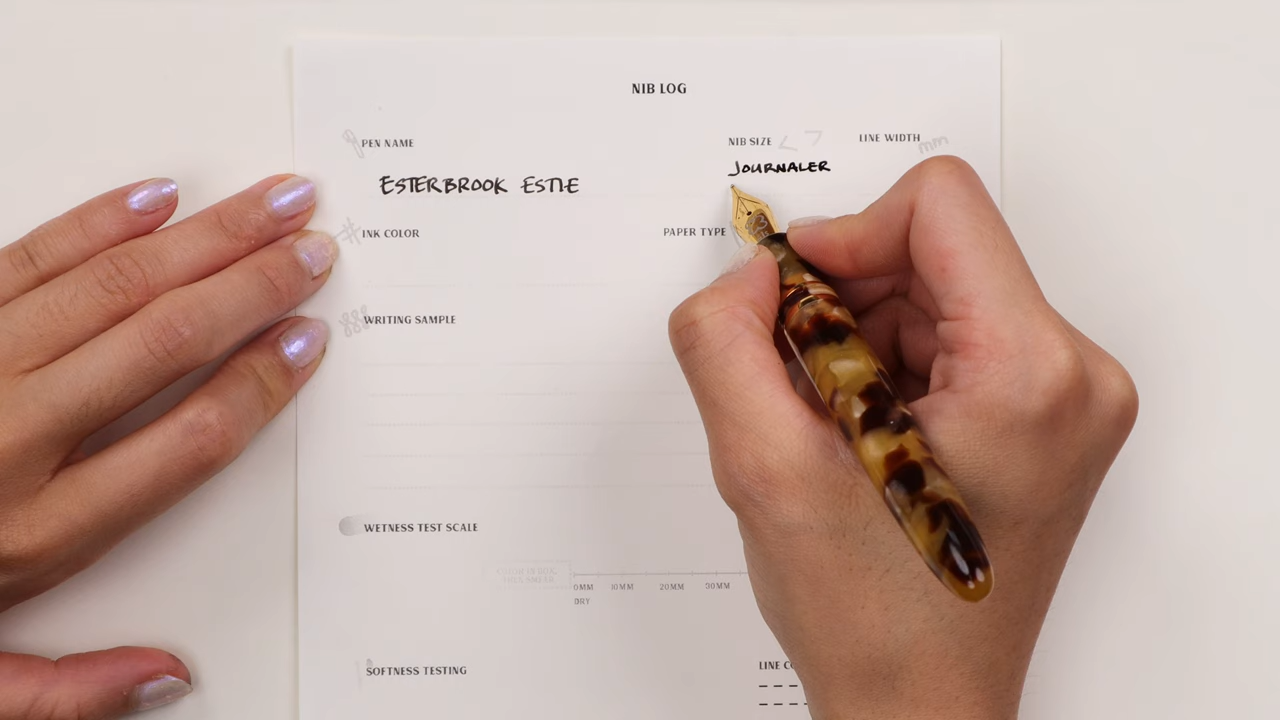 NIB LOG
PEN NAME
NIB SIZE
LINE WIDTH
mm
ESTERBROOK ESTIE
JOURNALER
INK COLOR
PAPER TYPE
WRITING SAMPLE
WETNESS TEST SCALE
0MM 10MM 20MM 30MM
DRY
SOFTNESS TESTING